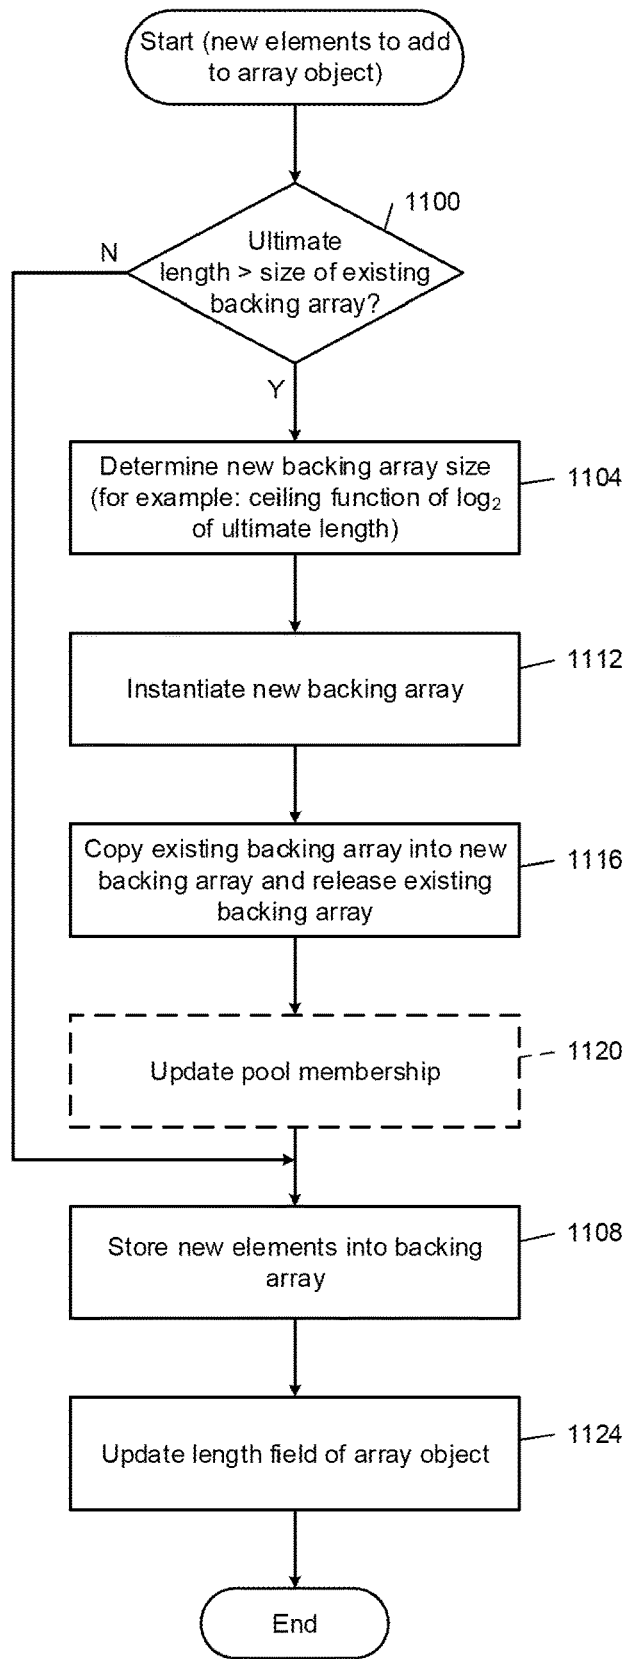 Start (new elements to add
to array object)
1100
N
Ultimate
length > size of existing
backing array?
Y
Determine new backing array size
(for example: ceiling function of log₂
of ultimate length)
1104
Instantiate new backing array
1112
Copy existing backing array into new
backing array and release existing
backing array
1116
Update pool membership
1120
Store new elements into backing
array
1108
Update length field of array object
1124
End